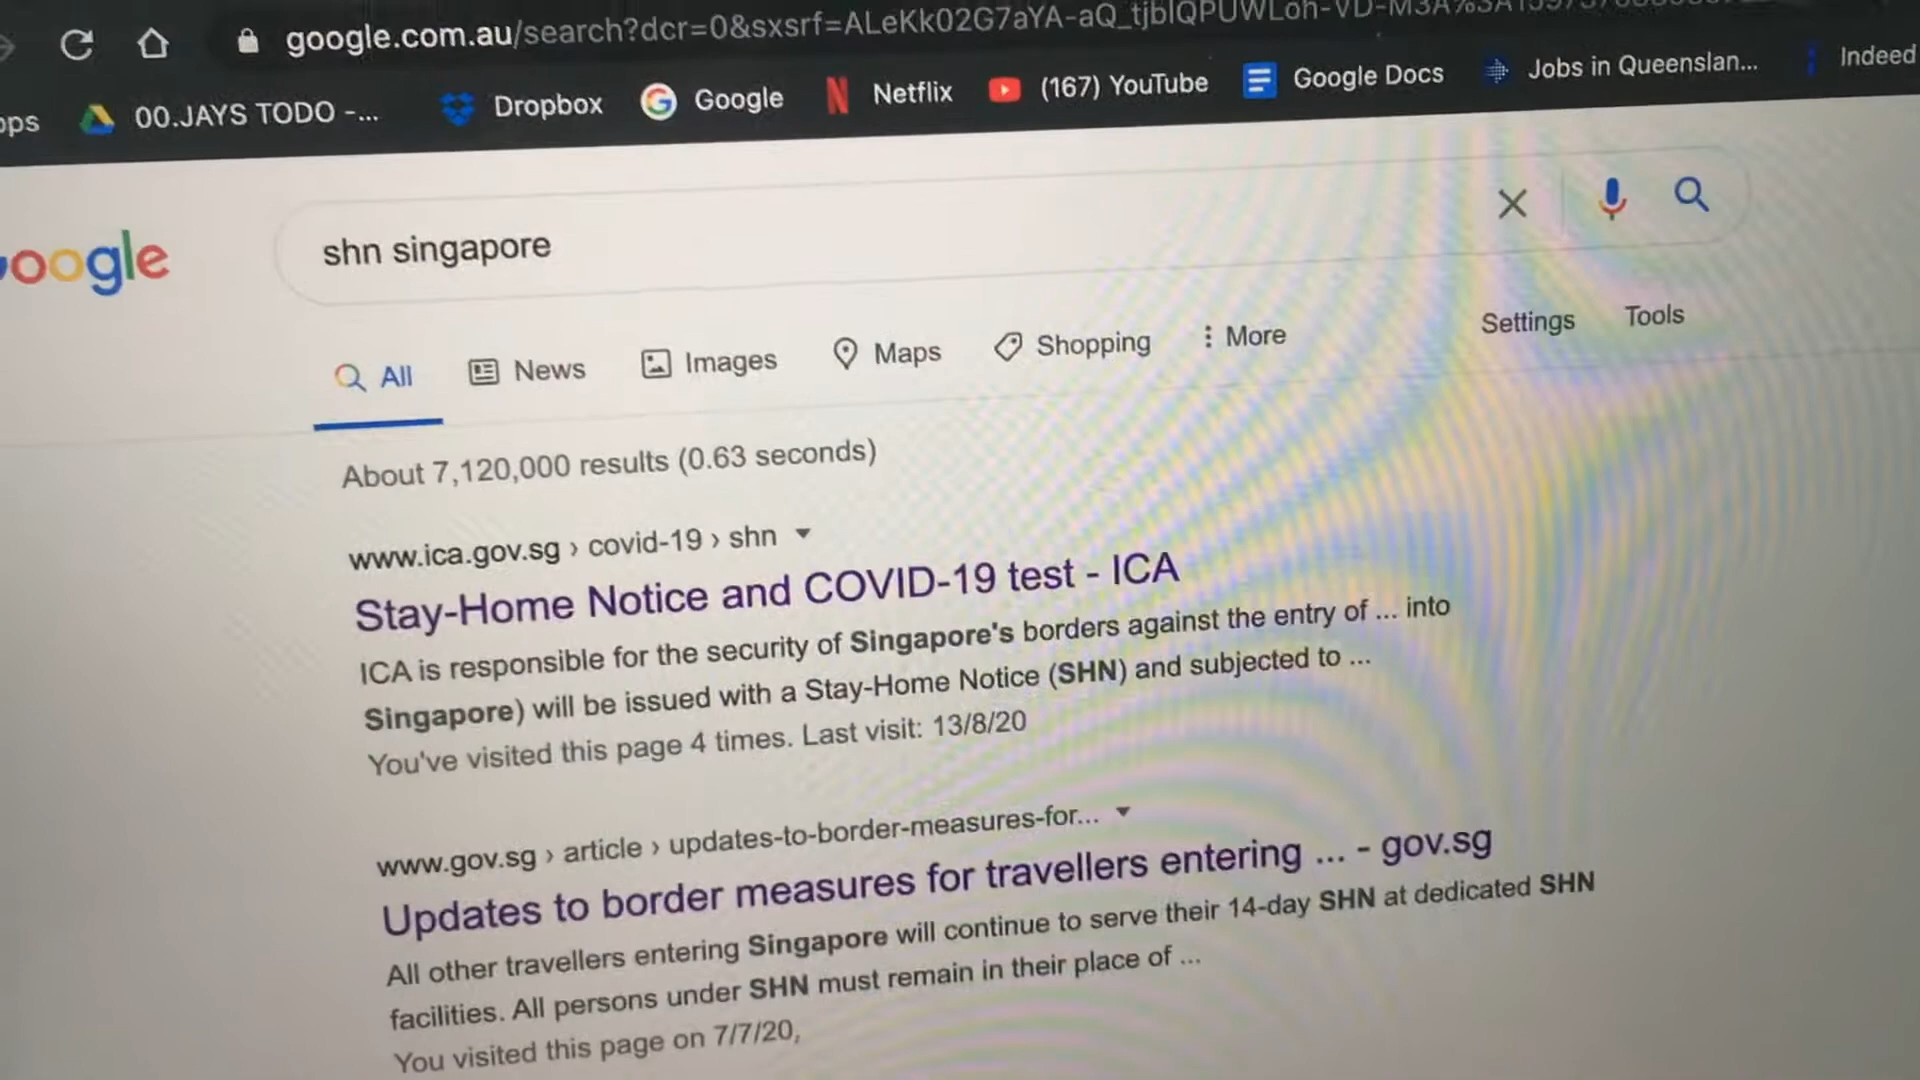 google.com.au/search?dcr=0&sxsrf=ALeKk02G7aYA-aQ_tjblQPUWLoh-VD-M3A%3A
00.JAYS TODO -... Dropbox Google Netflix (167) YouTube Google Docs Jobs in Queenslan... Indeed
oogle
shn singapore
All News Images Maps Shopping More Settings Tools
About 7,120,000 results (0.63 seconds)
www.ica.gov.sg › covid-19 › shn
Stay-Home Notice and COVID-19 test - ICA
ICA is responsible for the security of Singapore's borders against the entry of ... into
Singapore) will be issued with a Stay-Home Notice (SHN) and subjected to ...
You've visited this page 4 times. Last visit: 13/8/20
www.gov.sg › article › updates-to-border-measures-for...
Updates to border measures for travellers entering ... - gov.sg
All other travellers entering Singapore will continue to serve their 14-day SHN at dedicated SHN
facilities. All persons under SHN must remain in their place of ...
You visited this page on 7/7/20,